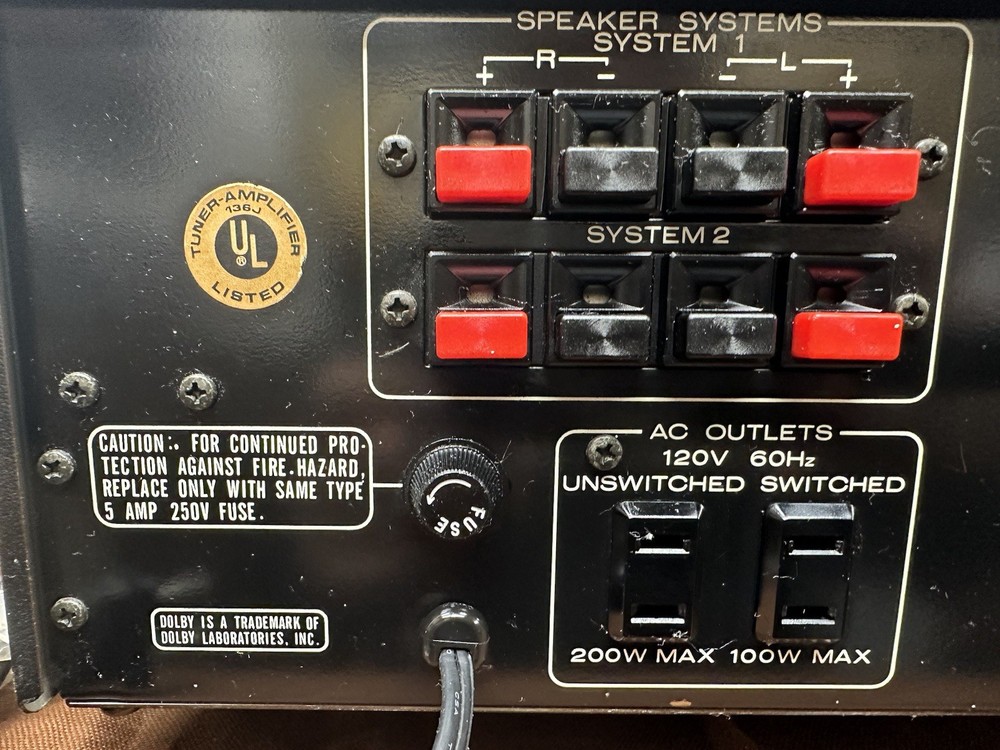 SPEAKER SYSTEMS
SYSTEM 1
R L
+ - - +
SYSTEM 2
TUNER-AMPLIFIER
136J
UL
®
LISTED
CAUTION: FOR CONTINUED PRO-
TECTION AGAINST FIRE HAZARD,
REPLACE ONLY WITH SAME TYPE
5 AMP 250V FUSE.
FUSE
DOLBY IS A TRADEMARK OF
DOLBY LABORATORIES, INC.
AC OUTLETS
120V 60Hz
UNSWITCHED SWITCHED
200W MAX 100W MAX
CSA